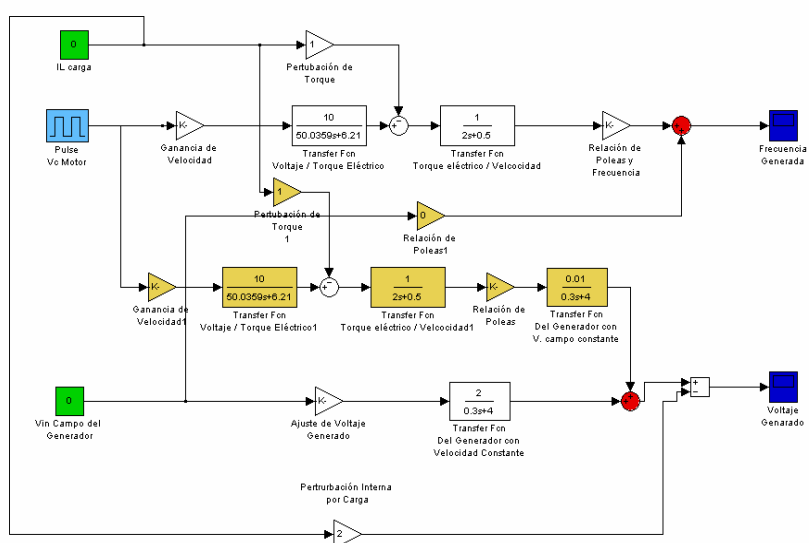 0
IL carga
1
Pertubación de
Torque
Pulse
Vc Motor
K-
Ganancia de
Velocidad
10
50.0359s+6.21
Transfer Fcn
Voltaje / Torque Eléctrico
1
2s+0.5
Transfer Fcn
Torque eléctrico / Velcocidad
K-
Relación de
Poleas y
Frecuencia
Frecuencia
Generada
1
Pertubación de
Torque
1
0
Relación de
Poleas1
K-
Ganancia de
Velocidad1
10
50.0359s+6.21
Transfer Fcn
Voltaje / Torque Eléctrico1
1
2s+0.5
Transfer Fcn
Torque eléctrico / Velocidad1
K-
Relación de
Poleas
0.01
0.3s+4
Transfer Fcn
Del Generador con
V. campo constante
0
Vin Campo del
Generador
K-
Ajuste de Voltaje
Generado
2
0.3s+4
Transfer Fcn
Del Generador con
Velocidad Constante
Voltaje
Genarado
Pertrurbación Interna
por Carga
2